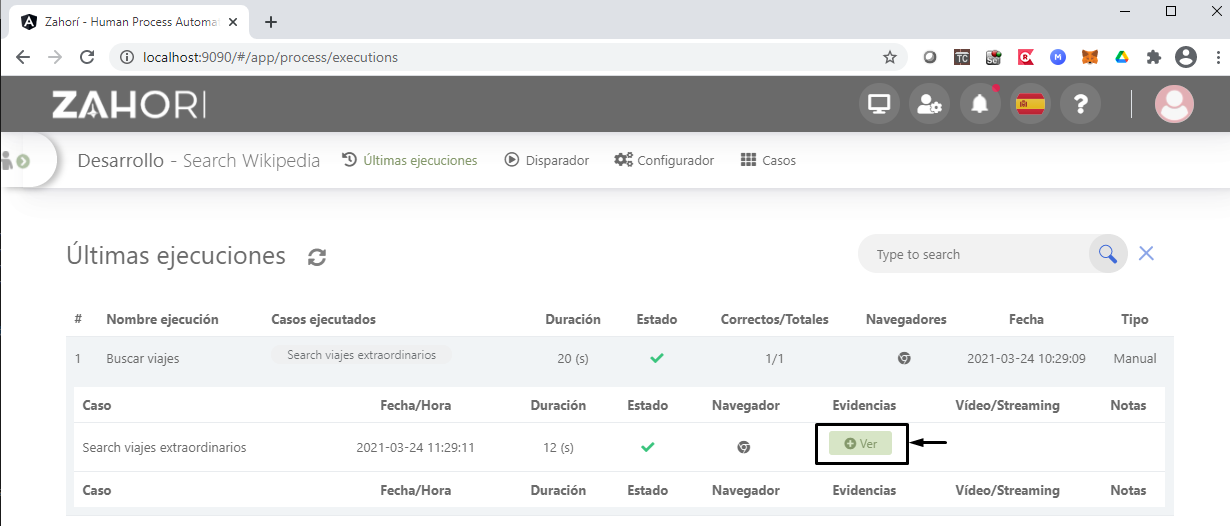 Zahorí - Human Process Automa
localhost:9090/#/app/process/executions
TC
M
ZAHORI
?
Desarrollo - Search Wikipedia Últimas ejecuciones Disparador Configurador Casos
Últimas ejecuciones
Type to search
# Nombre ejecución Casos ejecutados Duración Estado Correctos/Totales Navegadores Fecha Tipo
1 Buscar viajes Search viajes extraordinarios 20 (s) 1/1 2021-03-24 10:29:09 Manual
Caso Fecha/Hora Duración Estado Navegador Evidencias Vídeo/Streaming Notas
Search viajes extraordinarios 2021-03-24 11:29:11 12 (s) Ver
Caso Fecha/Hora Duración Estado Navegador Evidencias Vídeo/Streaming Notas